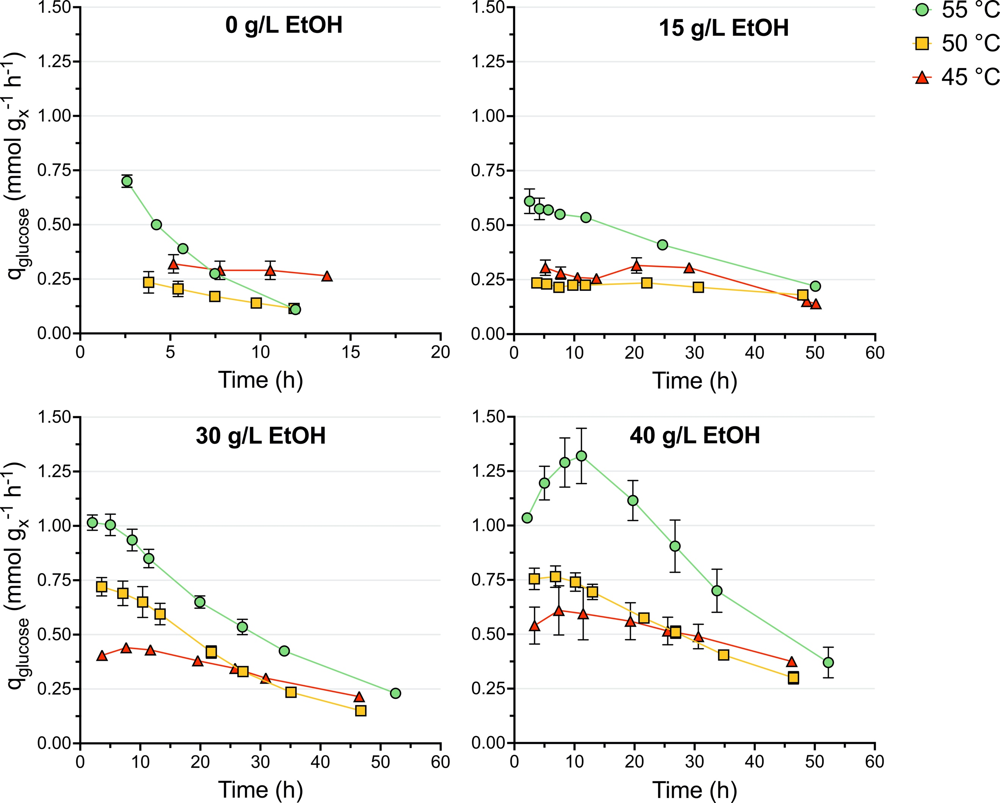 0 g/L EtOH
1.50
1.25
1.00
0.75
0.50
0.25
0.00
qglucose (mmol gx-1 h-1)
0 5 10 15 20
Time (h)
15 g/L EtOH
1.50
1.25
1.00
0.75
0.50
0.25
0.00
0 10 20 30 40 50 60
Time (h)
55 °C
50 °C
45 °C
30 g/L EtOH
1.50
1.25
1.00
0.75
0.50
0.25
0.00
qglucose (mmol gx-1 h-1)
0 10 20 30 40 50 60
Time (h)
40 g/L EtOH
1.50
1.25
1.00
0.75
0.50
0.25
0.00
0 10 20 30 40 50 60
Time (h)